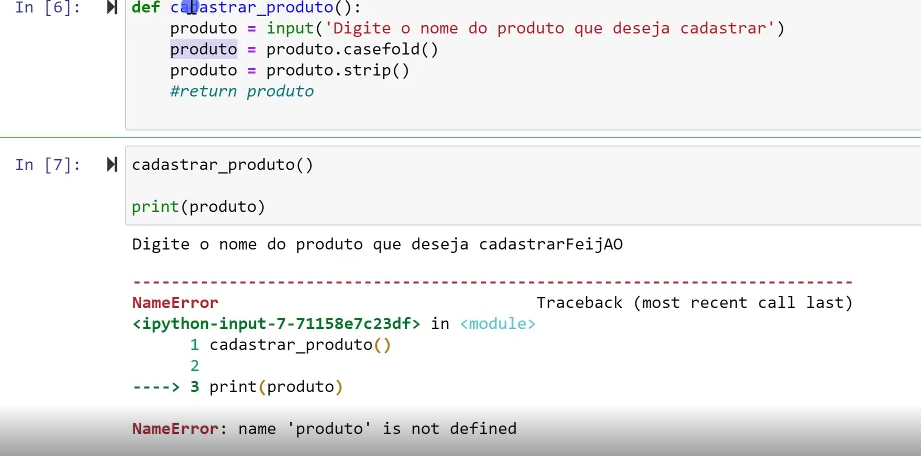 In [6]: def cadastrar_produto():
produto = input('Digite o nome do produto que deseja cadastrar')
produto = produto.casefold()
produto = produto.strip()
#return produto
In [7]: cadastrar_produto()
print(produto)
Digite o nome do produto que deseja cadastrarFeijAO
---------------------------------------------------------------------------
NameError Traceback (most recent call last)
<ipython-input-7-71158e7c23df> in <module>
1 cadastrar_produto()
2
----> 3 print(produto)
NameError: name 'produto' is not defined